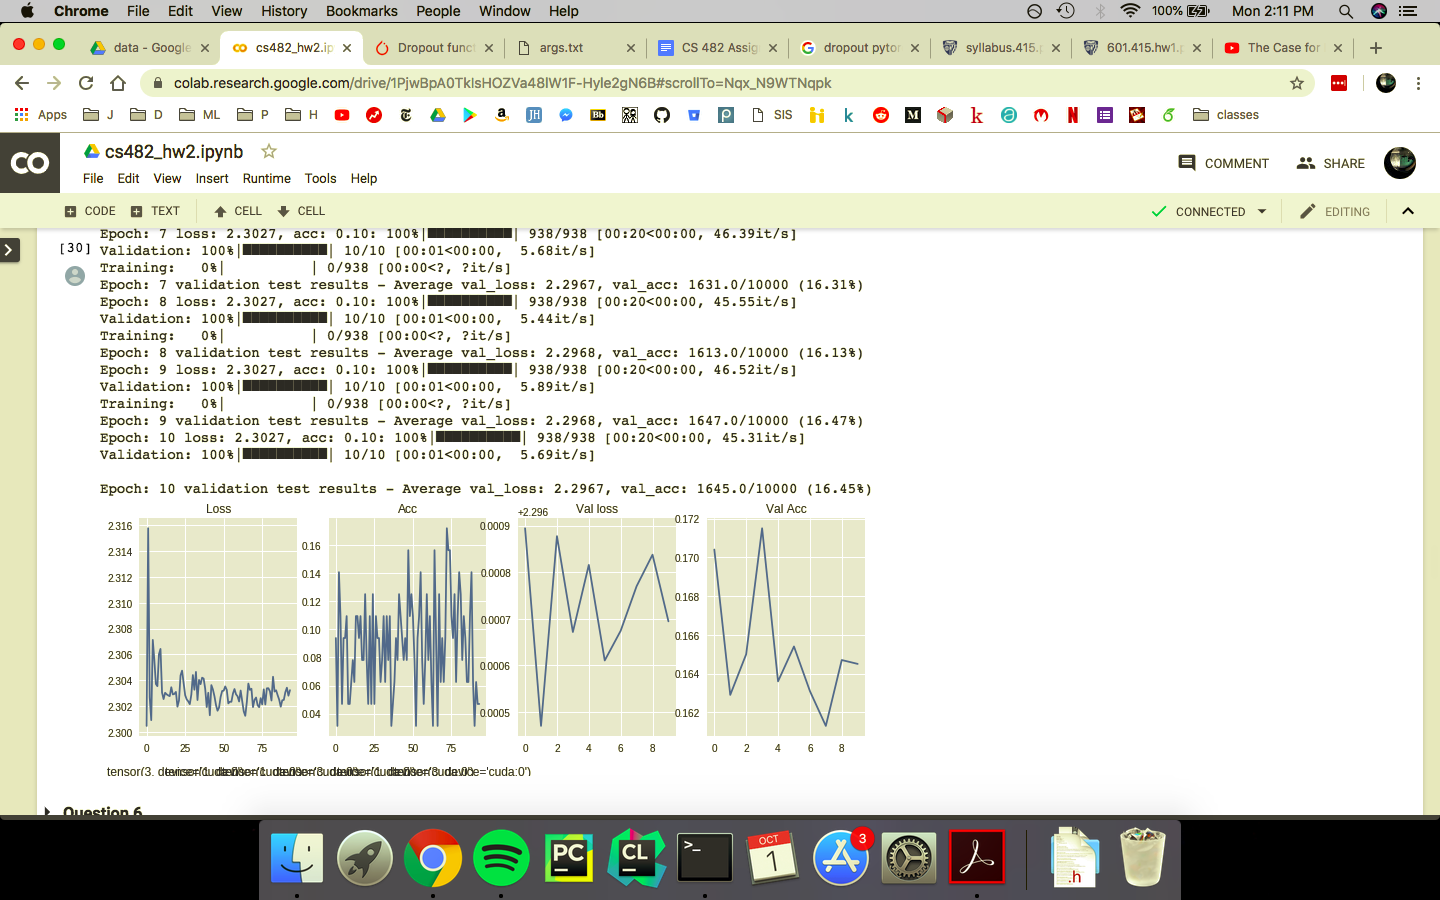 Chrome File Edit View History Bookmarks People Window Help 100% Mon 2:11 PM
data - Google cs482_hw2.ip Dropout func args.txt CS 482 Assig dropout pytor syllabus.415.p 601.415.hw1.p The Case for
colab.research.google.com/drive/1PjwBpA0TklsHOZVa48lW1F-Hyle2gN6B#scrollTo=Nqx_N9WTNqpk
Apps J D ML P H JH Bb SIS classes
CO cs482_hw2.ipynb COMMENT SHARE
File Edit View Insert Runtime Tools Help
CODE TEXT CELL CELL CONNECTED EDITING
Epoch: 7 loss: 2.3027, acc: 0.10: 100%|██████████| 938/938 [00:20<00:00, 46.39it/s]
[30] Validation: 100%|██████████| 10/10 [00:01<00:00, 5.68it/s]
Training: 0%| | 0/938 [00:00<?, ?it/s]
Epoch: 7 validation test results - Average val_loss: 2.2967, val_acc: 1631.0/10000 (16.31%)
Epoch: 8 loss: 2.3027, acc: 0.10: 100%|██████████| 938/938 [00:20<00:00, 45.55it/s]
Validation: 100%|██████████| 10/10 [00:01<00:00, 5.44it/s]
Training: 0%| | 0/938 [00:00<?, ?it/s]
Epoch: 8 validation test results - Average val_loss: 2.2968, val_acc: 1613.0/10000 (16.13%)
Epoch: 9 loss: 2.3027, acc: 0.10: 100%|██████████| 938/938 [00:20<00:00, 46.52it/s]
Validation: 100%|██████████| 10/10 [00:01<00:00, 5.89it/s]
Training: 0%| | 0/938 [00:00<?, ?it/s]
Epoch: 9 validation test results - Average val_loss: 2.2968, val_acc: 1647.0/10000 (16.47%)
Epoch: 10 loss: 2.3027, acc: 0.10: 100%|██████████| 938/938 [00:20<00:00, 45.31it/s]
Validation: 100%|██████████| 10/10 [00:01<00:00, 5.69it/s]
Epoch: 10 validation test results - Average val_loss: 2.2967, val_acc: 1645.0/10000 (16.45%)
Loss
2.316
2.314
2.312
2.310
2.308
2.306
2.304
2.302
2.300
0 25 50 75
Acc
0.16
0.14
0.12
0.10
0.08
0.06
0.04
0 25 50 75
+2.296 Val loss
0.0009
0.0008
0.0007
0.0006
0.0005
0 2 4 6 8
Val Acc
0.172
0.170
0.168
0.166
0.164
0.162
0 2 4 6 8
tensor(3. device='cuda:0')
Question 6
PC CL >_ OCT 1 3 .h